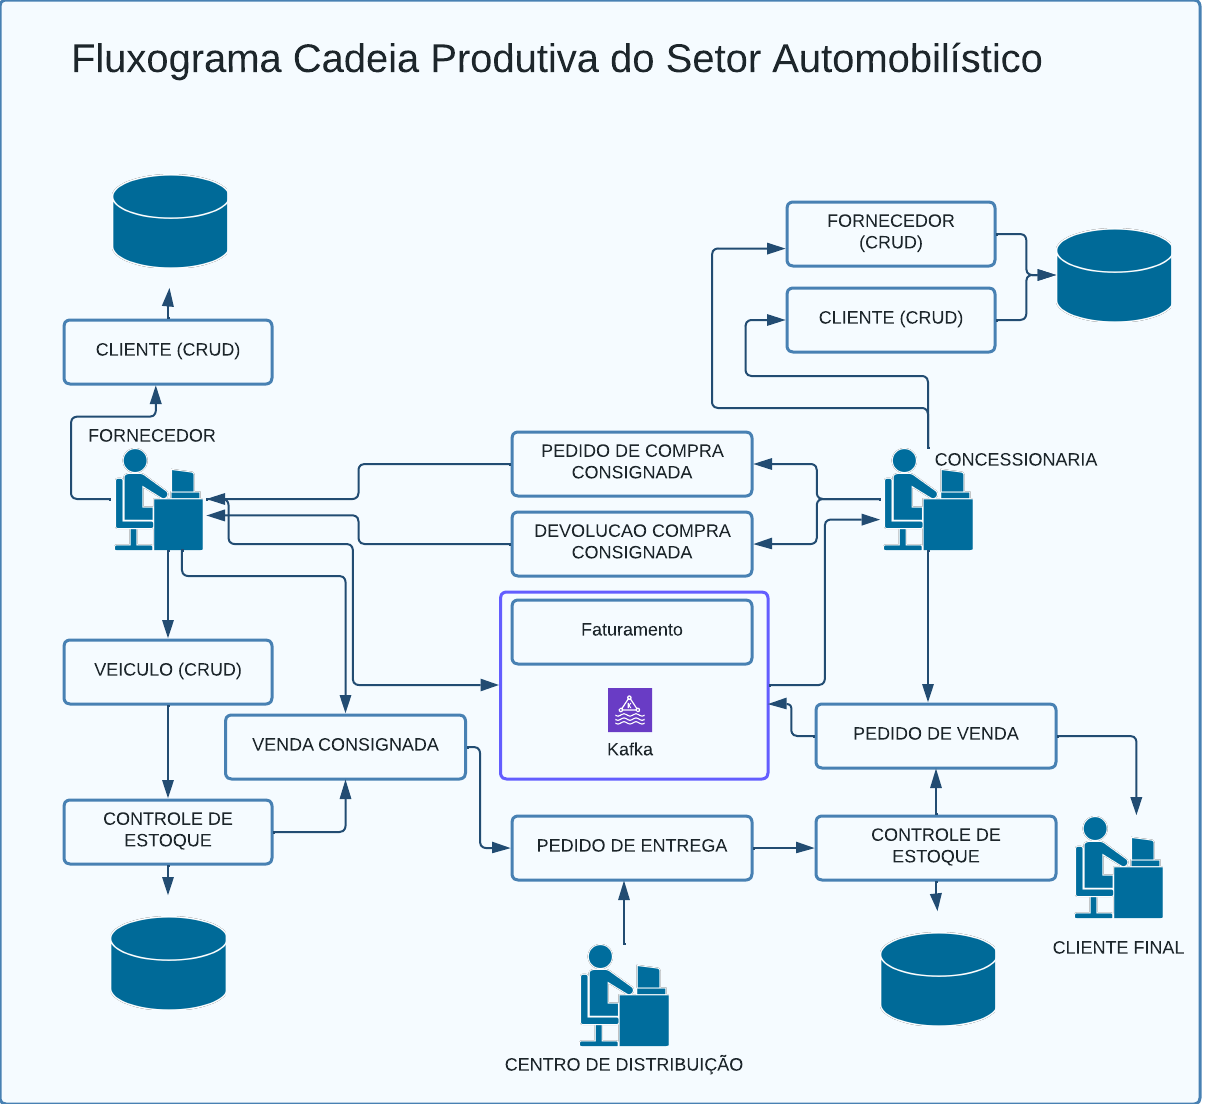 Fluxograma Cadeia Produtiva do Setor Automobilístico
FORNECEDOR
(CRUD)
CLIENTE (CRUD)
CLIENTE (CRUD)
FORNECEDOR
PEDIDO DE COMPRA
CONSIGNADA
CONCESSIONARIA
DEVOLUCAO COMPRA
CONSIGNADA
Faturamento
VEICULO (CRUD)
Kafka
VENDA CONSIGNADA
PEDIDO DE VENDA
CONTROLE DE
ESTOQUE
PEDIDO DE ENTREGA
CONTROLE DE
ESTOQUE
CLIENTE FINAL
CENTRO DE DISTRIBUIÇÃO